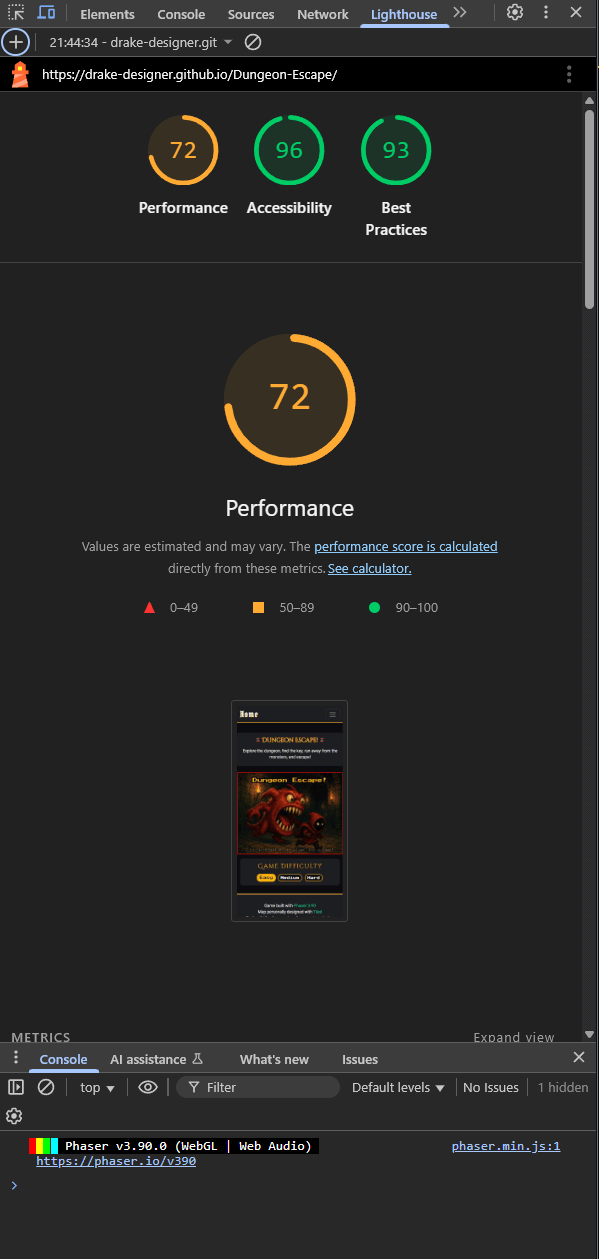 Elements Console Sources Network Lighthouse
21:44:34 - drake-designer.git
https://drake-designer.github.io/Dungeon-Escape/
72 96 93
Performance Accessibility Best
Practices
72
Performance
Values are estimated and may vary. The performance score is calculated
directly from these metrics. See calculator.
0–49 50–89 90–100
Home
DUNGEON ESCAPE!
Explore the dungeon, find the key, run away from the
monsters, and escape!
Dungeon Escape!
GAME DIFFICULTY
Easy Medium Hard
Game built with Phaser 3.90
Map personally designed with Tiled
METRICS Expand view
Console AI assistance What's new Issues
top Filter Default levels No Issues 1 hidden
Phaser v3.90.0 (WebGL | Web Audio) phaser.min.js:1
https://phaser.io/v390